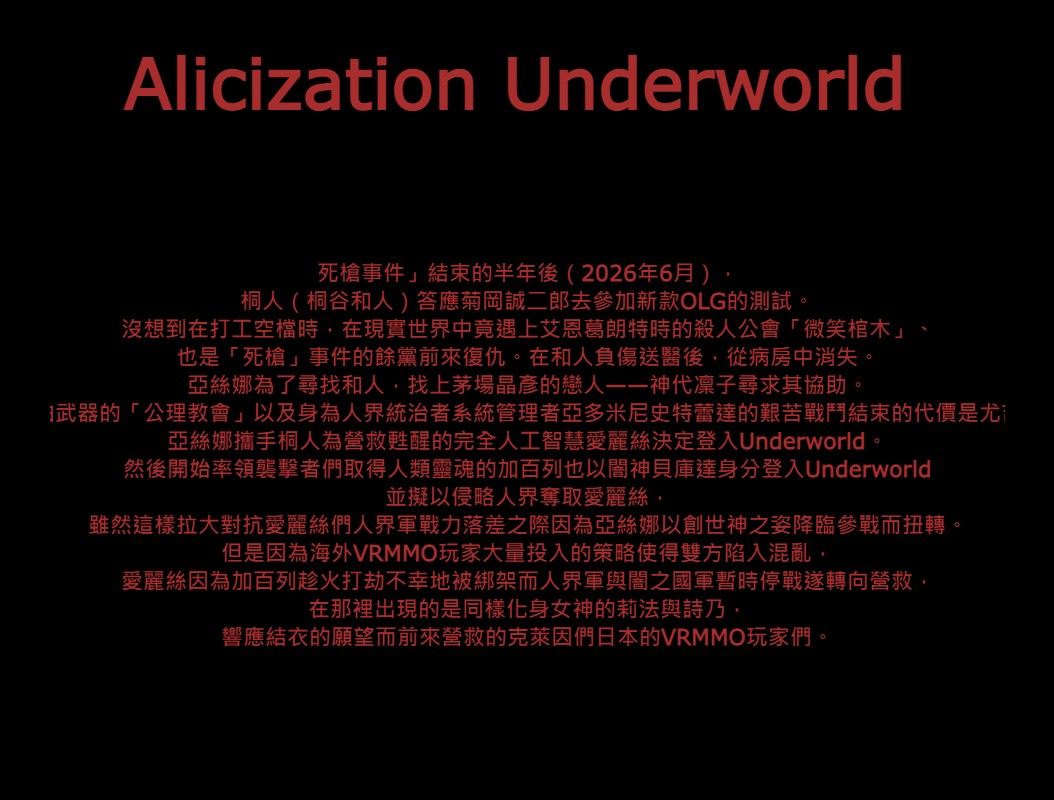 Alicization Underworld
死槍事件」結束的半年後（2026年6月），
桐人（桐谷和人）答應菊岡誠二郎去參加新款OLG的測試。
沒想到在打工空檔時，在現實世界中竟遇上艾恩葛朗特時的殺人公會「微笑棺木」、
也是「死槍」事件的餘黨前來復仇。在和人負傷送醫後，從病房中消失。
亞絲娜為了尋找和人，找上茅場晶彥的戀人——神代凜子尋求其協助。
武器的「公理教會」以及身為人界統治者系統管理者亞多米尼史特蕾達的艱苦戰鬥結束的代價是尤
亞絲娜攜手桐人為營救甦醒的完全人工智慧愛麗絲決定登入Underworld。
然後開始率領襲擊者們取得人類靈魂的加百列也以闇神貝庫達身分登入Underworld
並擬以侵略人界奪取愛麗絲，
雖然這樣拉大對抗愛麗絲們人界軍戰力落差之際因為亞絲娜以創世神之姿降臨參戰而扭轉。
但是因為海外VRMMO玩家大量投入的策略使得雙方陷入混亂，
愛麗絲因為加百列趁火打劫不幸地被綁架而人界軍與闇之國軍暫時停戰遂轉向營救，
在那裡出現的是同樣化身女神的莉法與詩乃，
響應結衣的願望而前來營救的克萊因們日本的VRMMO玩家們。